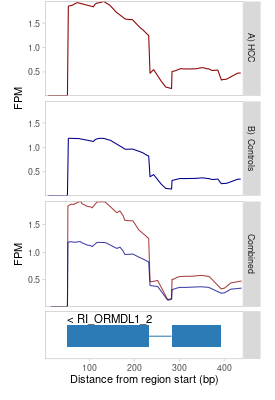 FPM
1.5
1.0
0.5
A) HCC
1.5
1.0
0.5
B) Controls
FPM
1.5
1.0
0.5
Combined
< RI_ORMDL1_2
100 200 300 400
Distance from region start (bp)